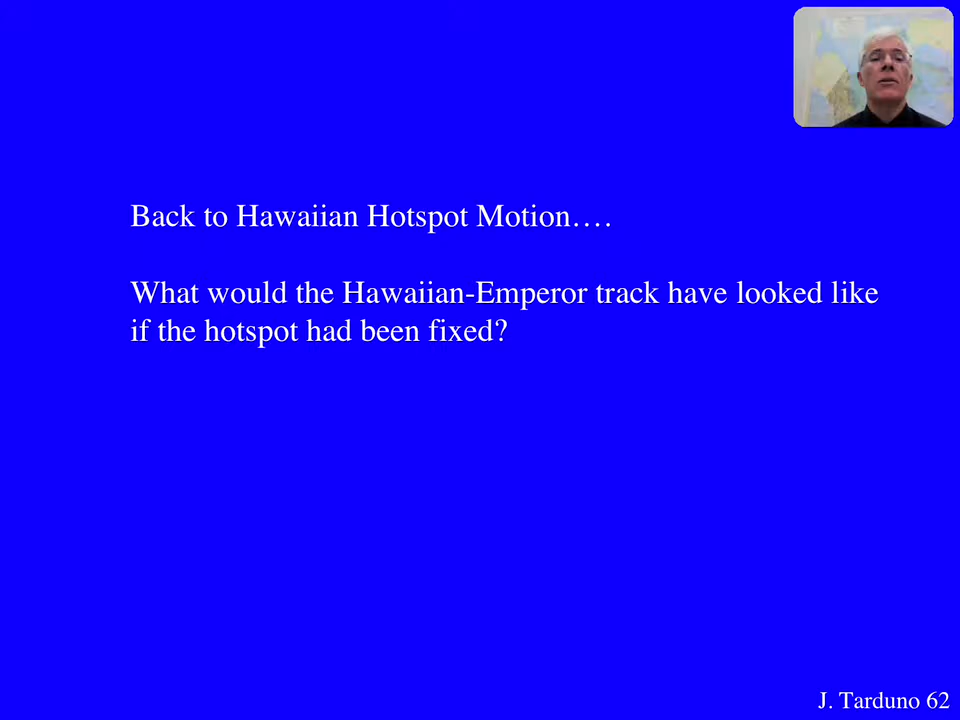 Back to Hawaiian Hotspot Motion….
What would the Hawaiian-Emperor track have looked like
if the hotspot had been fixed?
J. Tarduno 62